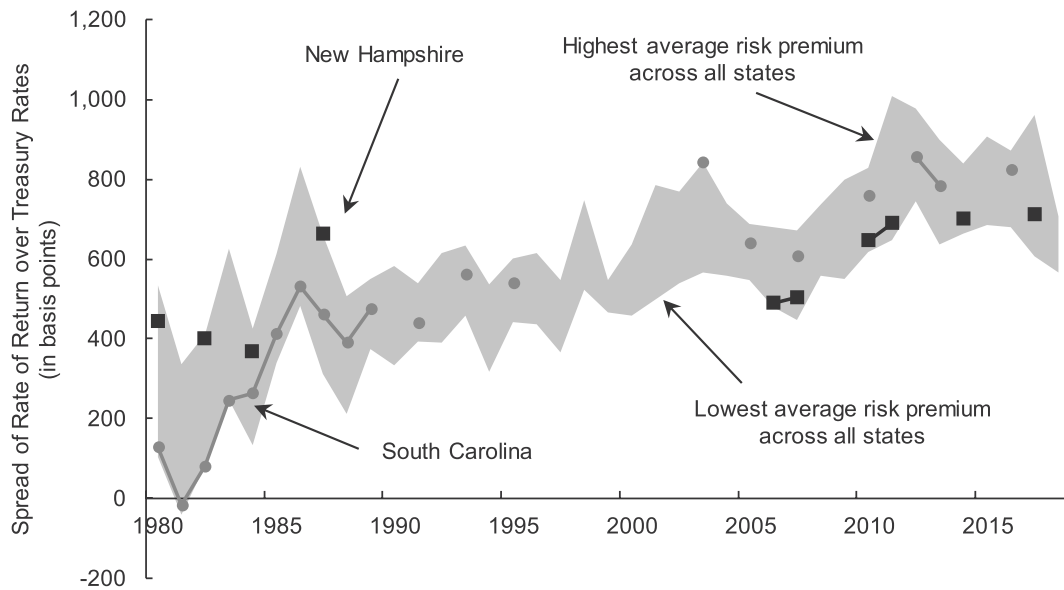 Spread of Rate of Return over Treasury Rates
(in basis points)
1,200
1,000
800
600
400
200
0
-200
New Hampshire
Highest average risk premium
across all states
South Carolina
Lowest average risk premium
across all states
1980 1985 1990 1995 2000 2005 2010 2015